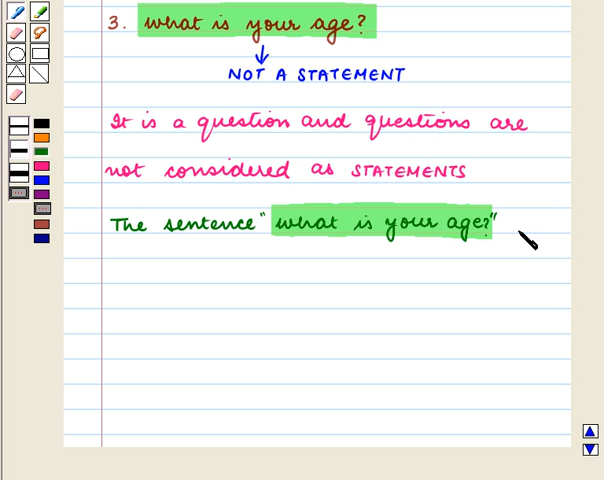 3. What is your age?
NOT A STATEMENT
It is a question and questions are
not considered as STATEMENTS
The sentence "What is your age?"